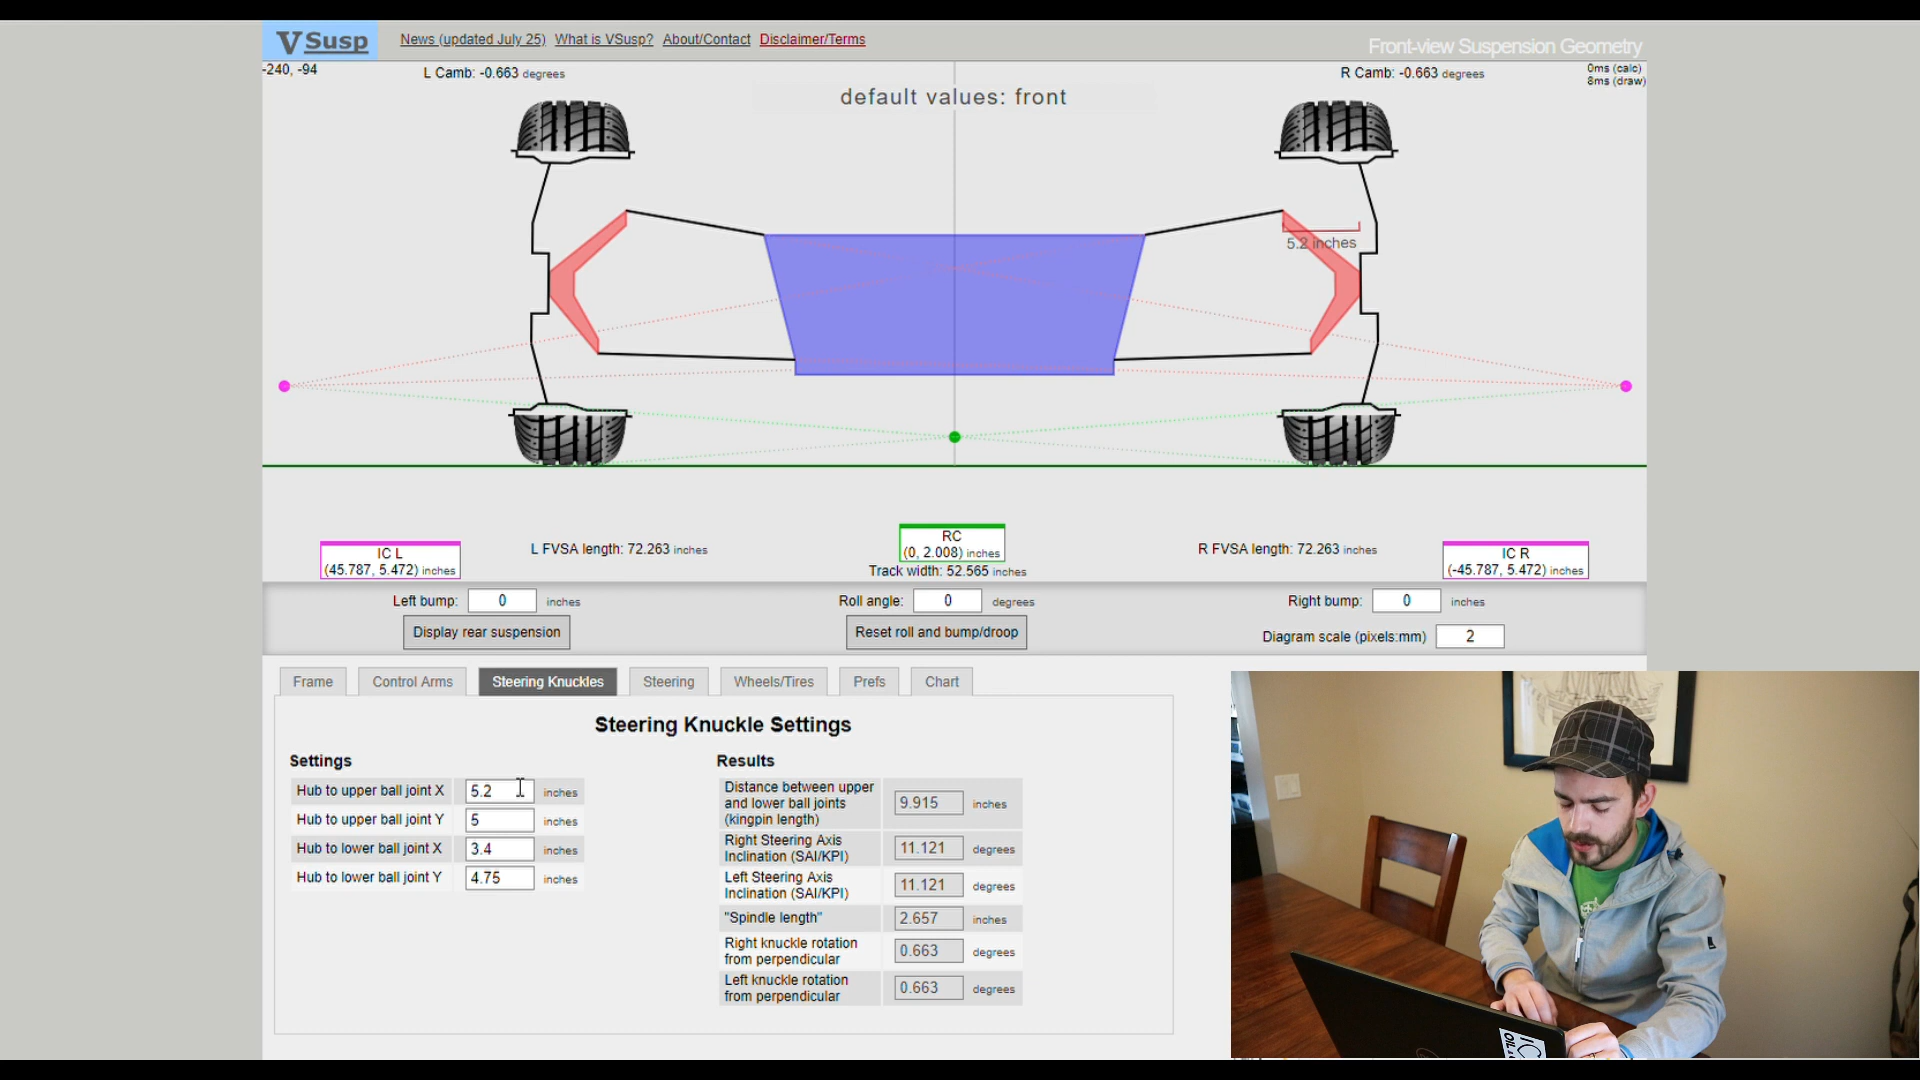 VSusp
News (updated July 25) What is VSusp? About/Contact Disclaimer/Terms
Front-view Suspension Geometry
-240, -94
L Camb: -0.663 degrees
R Camb: -0.663 degrees
0ms (calc)
8ms (draw)
default values: front
5.2 inches
IC L
(45.787, 5.472) inches
L FVSA length: 72.263 inches
RC
(0, 2.008) inches
Track width: 52.565 inches
R FVSA length: 72.263 inches
IC R
(-45.787, 5.472) inches
Left bump: 0 inches
Roll angle: 0 degrees
Right bump: 0 inches
Display rear suspension
Reset roll and bump/droop
Diagram scale (pixels:mm) 2
Frame Control Arms Steering Knuckles Steering Wheels/Tires Prefs Chart
Steering Knuckle Settings
Settings
Hub to upper ball joint X 5.2 inches
Hub to upper ball joint Y 5 inches
Hub to lower ball joint X 3.4 inches
Hub to lower ball joint Y 4.75 inches
Results
Distance between upper
and lower ball joints
(kingpin length)
9.915 inches
Right Steering Axis
Inclination (SAI/KPI)
11.121 degrees
Left Steering Axis
Inclination (SAI/KPI)
11.121 degrees
"Spindle length" 2.657 inches
Right knuckle rotation
from perpendicular
0.663 degrees
Left knuckle rotation
from perpendicular
0.663 degrees